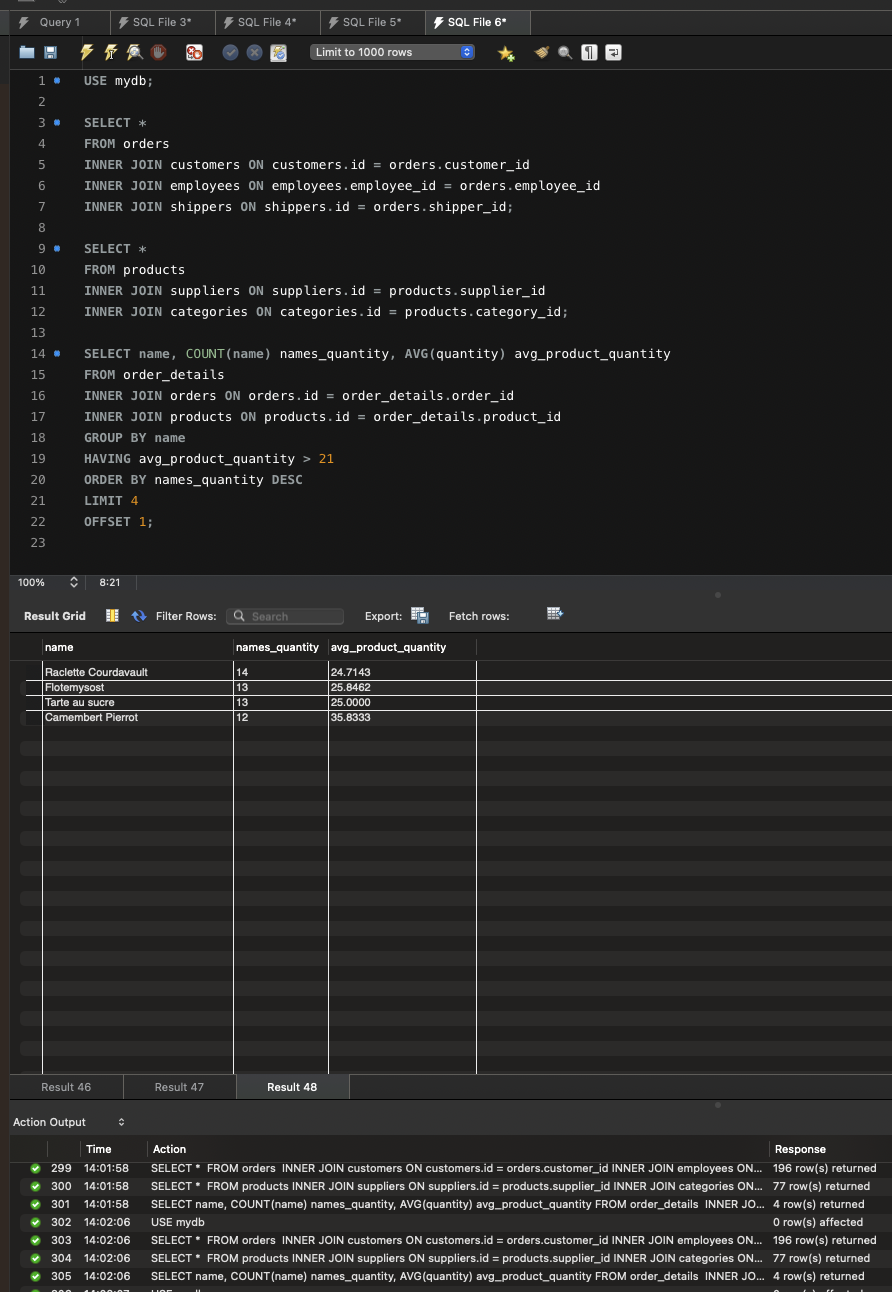 Query 1 SQL File 3* SQL File 4* SQL File 5* SQL File 6*
Limit to 1000 rows
1 USE mydb;
2
3 SELECT *
4 FROM orders
5 INNER JOIN customers ON customers.id = orders.customer_id
6 INNER JOIN employees ON employees.employee_id = orders.employee_id
7 INNER JOIN shippers ON shippers.id = orders.shipper_id;
8
9 SELECT *
10 FROM products
11 INNER JOIN suppliers ON suppliers.id = products.supplier_id
12 INNER JOIN categories ON categories.id = products.category_id;
13
14 SELECT name, COUNT(name) names_quantity, AVG(quantity) avg_product_quantity
15 FROM order_details
16 INNER JOIN orders ON orders.id = order_details.order_id
17 INNER JOIN products ON products.id = order_details.product_id
18 GROUP BY name
19 HAVING avg_product_quantity > 21
20 ORDER BY names_quantity DESC
21 LIMIT 4
22 OFFSET 1;
23
100% 8:21
Result Grid Filter Rows: Search Export: Fetch rows:
name names_quantity avg_product_quantity
Raclette Courdavault 14 24.7143
Flotemysost 13 25.8462
Tarte au sucre 13 25.0000
Camembert Pierrot 12 35.8333
Result 46 Result 47 Result 48
Action Output
Time Action Response
299 14:01:58 SELECT * FROM orders INNER JOIN customers ON customers.id = orders.customer_id INNER JOIN employees ON... 196 row(s) returned
300 14:01:58 SELECT * FROM products INNER JOIN suppliers ON suppliers.id = products.supplier_id INNER JOIN categories ON... 77 row(s) returned
301 14:01:58 SELECT name, COUNT(name) names_quantity, AVG(quantity) avg_product_quantity FROM order_details INNER JO... 4 row(s) returned
302 14:02:06 USE mydb 0 row(s) affected
303 14:02:06 SELECT * FROM orders INNER JOIN customers ON customers.id = orders.customer_id INNER JOIN employees ON... 196 row(s) returned
304 14:02:06 SELECT * FROM products INNER JOIN suppliers ON suppliers.id = products.supplier_id INNER JOIN categories ON... 77 row(s) returned
305 14:02:06 SELECT name, COUNT(name) names_quantity, AVG(quantity) avg_product_quantity FROM order_details INNER JO... 4 row(s) returned